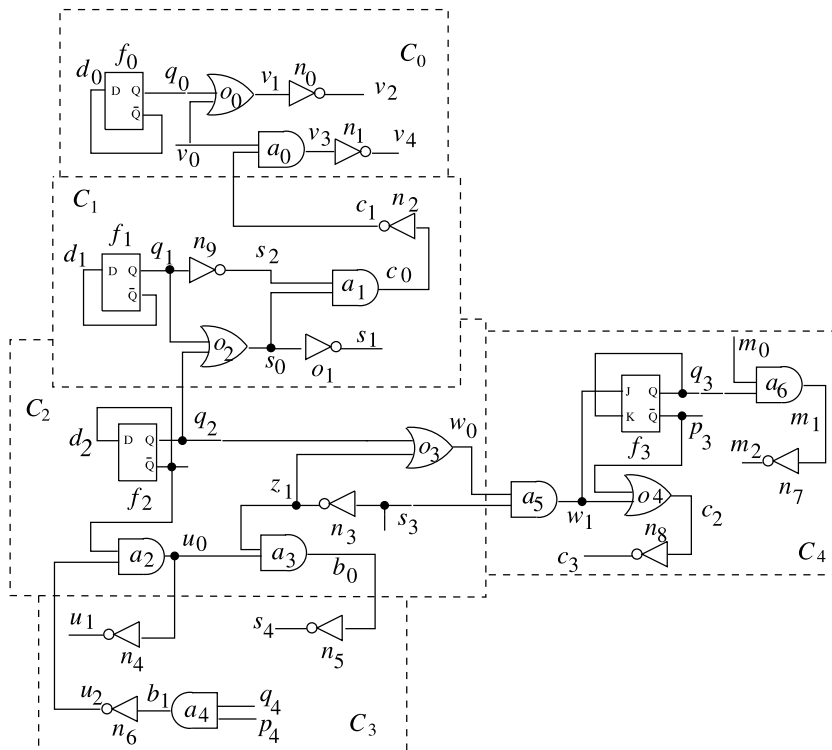 f0 C0
d0 q0 o0 v1 n0 v2
D Q
Q̄
v0 a0 v3 n1 v4
C1 c1 n2
f1 q1 n9 s2 c0
d1 D Q a1
Q̄
o2 s0 o1 s1
m0
C2 q3 a6
J Q m1
q2 w0 K Q̄ p3
d2 D Q o3 f3 m2
Q̄ n7
f2 z1 a5 o4
n3 s3 w1 c2
u0 n8
a2 a3 b0 c3 C4
u1 s4
n4 n5
u2 b1 q4
a4 p4
n6 C3